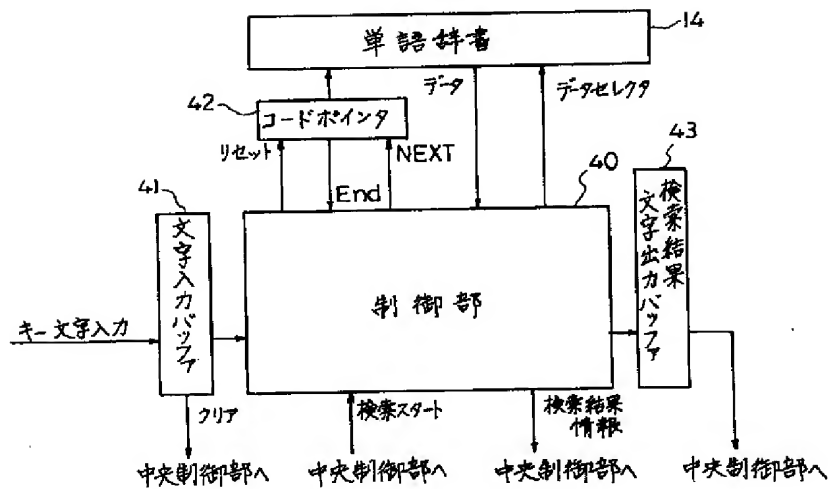 単語辞書
14
データ
データセレクタ
42
コードポインタ
リセット
End
NEXT
40
43
41
文字入力バッファ
制御部
検索結果
文字出力バッファ
キー文字入力
クリア
検索スタート
検索結果
情報
中央制御部へ
中央制御部へ
中央制御部へ
中央制御部へ